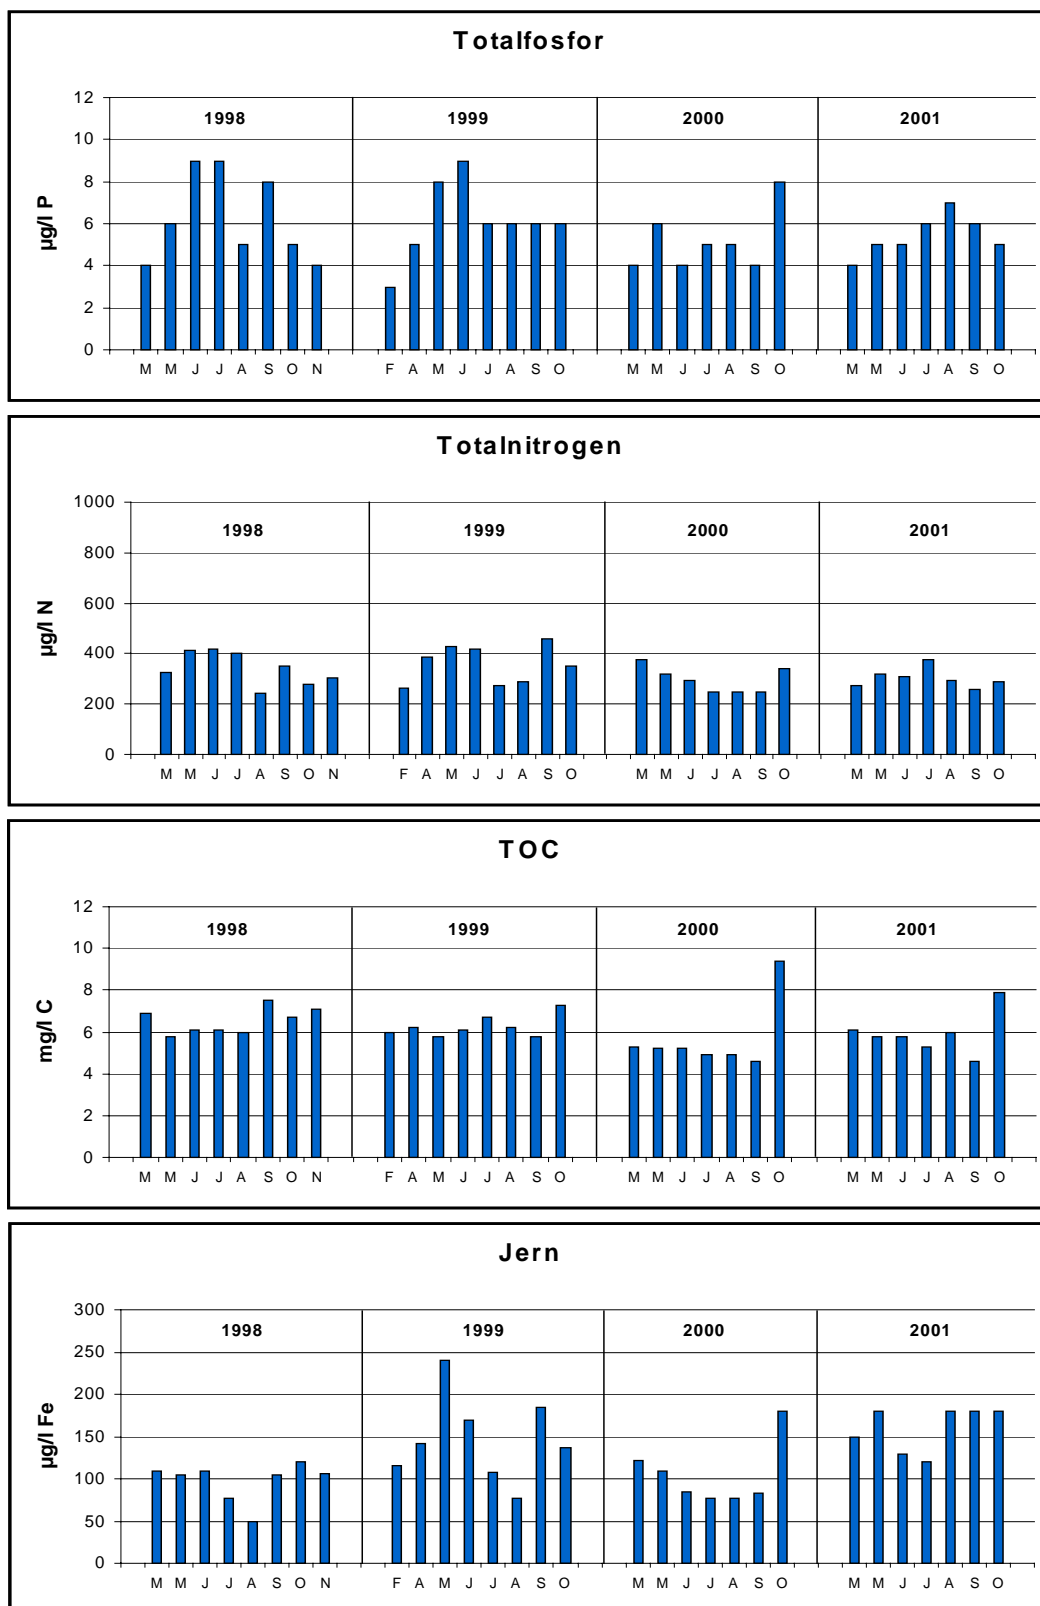 Totalfosfor
µg/l P
12
10
8
6
4
2
0
1998 1999 2000 2001
M M J J A S O N F A M J J A S O M M J J A S O M M J J A S O
Totalnitrogen
µg/l N
1000
800
600
400
200
0
1998 1999 2000 2001
M M J J A S O N F A M J J A S O M M J J A S O M M J J A S O
TOC
mg/l C
12
10
8
6
4
2
0
1998 1999 2000 2001
M M J J A S O N F A M J J A S O M M J J A S O M M J J A S O
Jern
µg/l Fe
300
250
200
150
100
50
0
1998 1999 2000 2001
M M J J A S O N F A M J J A S O M M J J A S O M M J J A S O